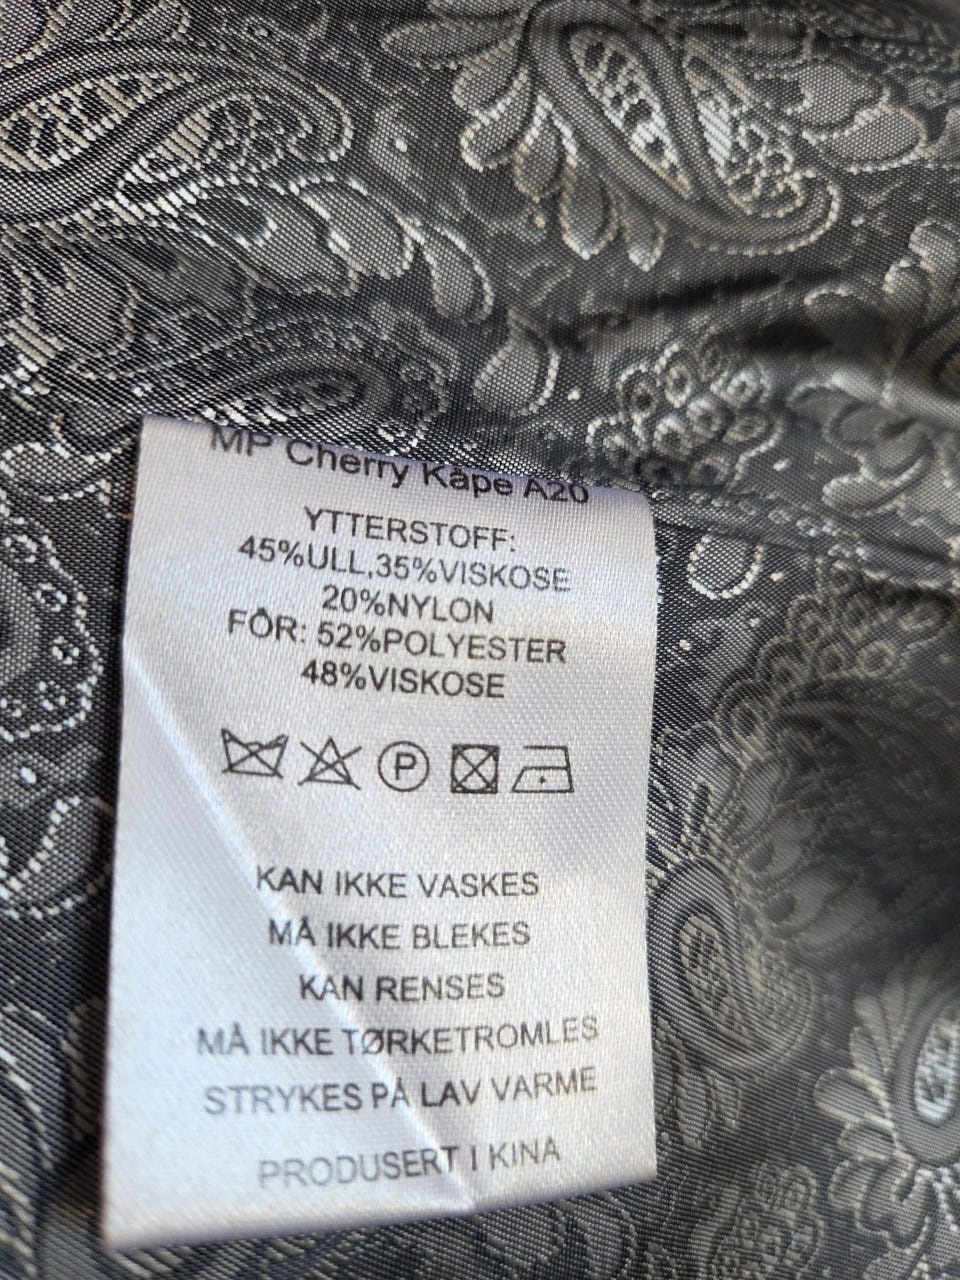 MP Cherry Kåpe A20
YTTERSTOFF:
45%ULL,35%VISKOSE
20%NYLON
FÔR: 52%POLYESTER
48%VISKOSE
P
KAN IKKE VASKES
MÅ IKKE BLEKES
KAN RENSES
MÅ IKKE TØRKETROMLES
STRYKES PÅ LAV VARME
PRODUSERT I KINA